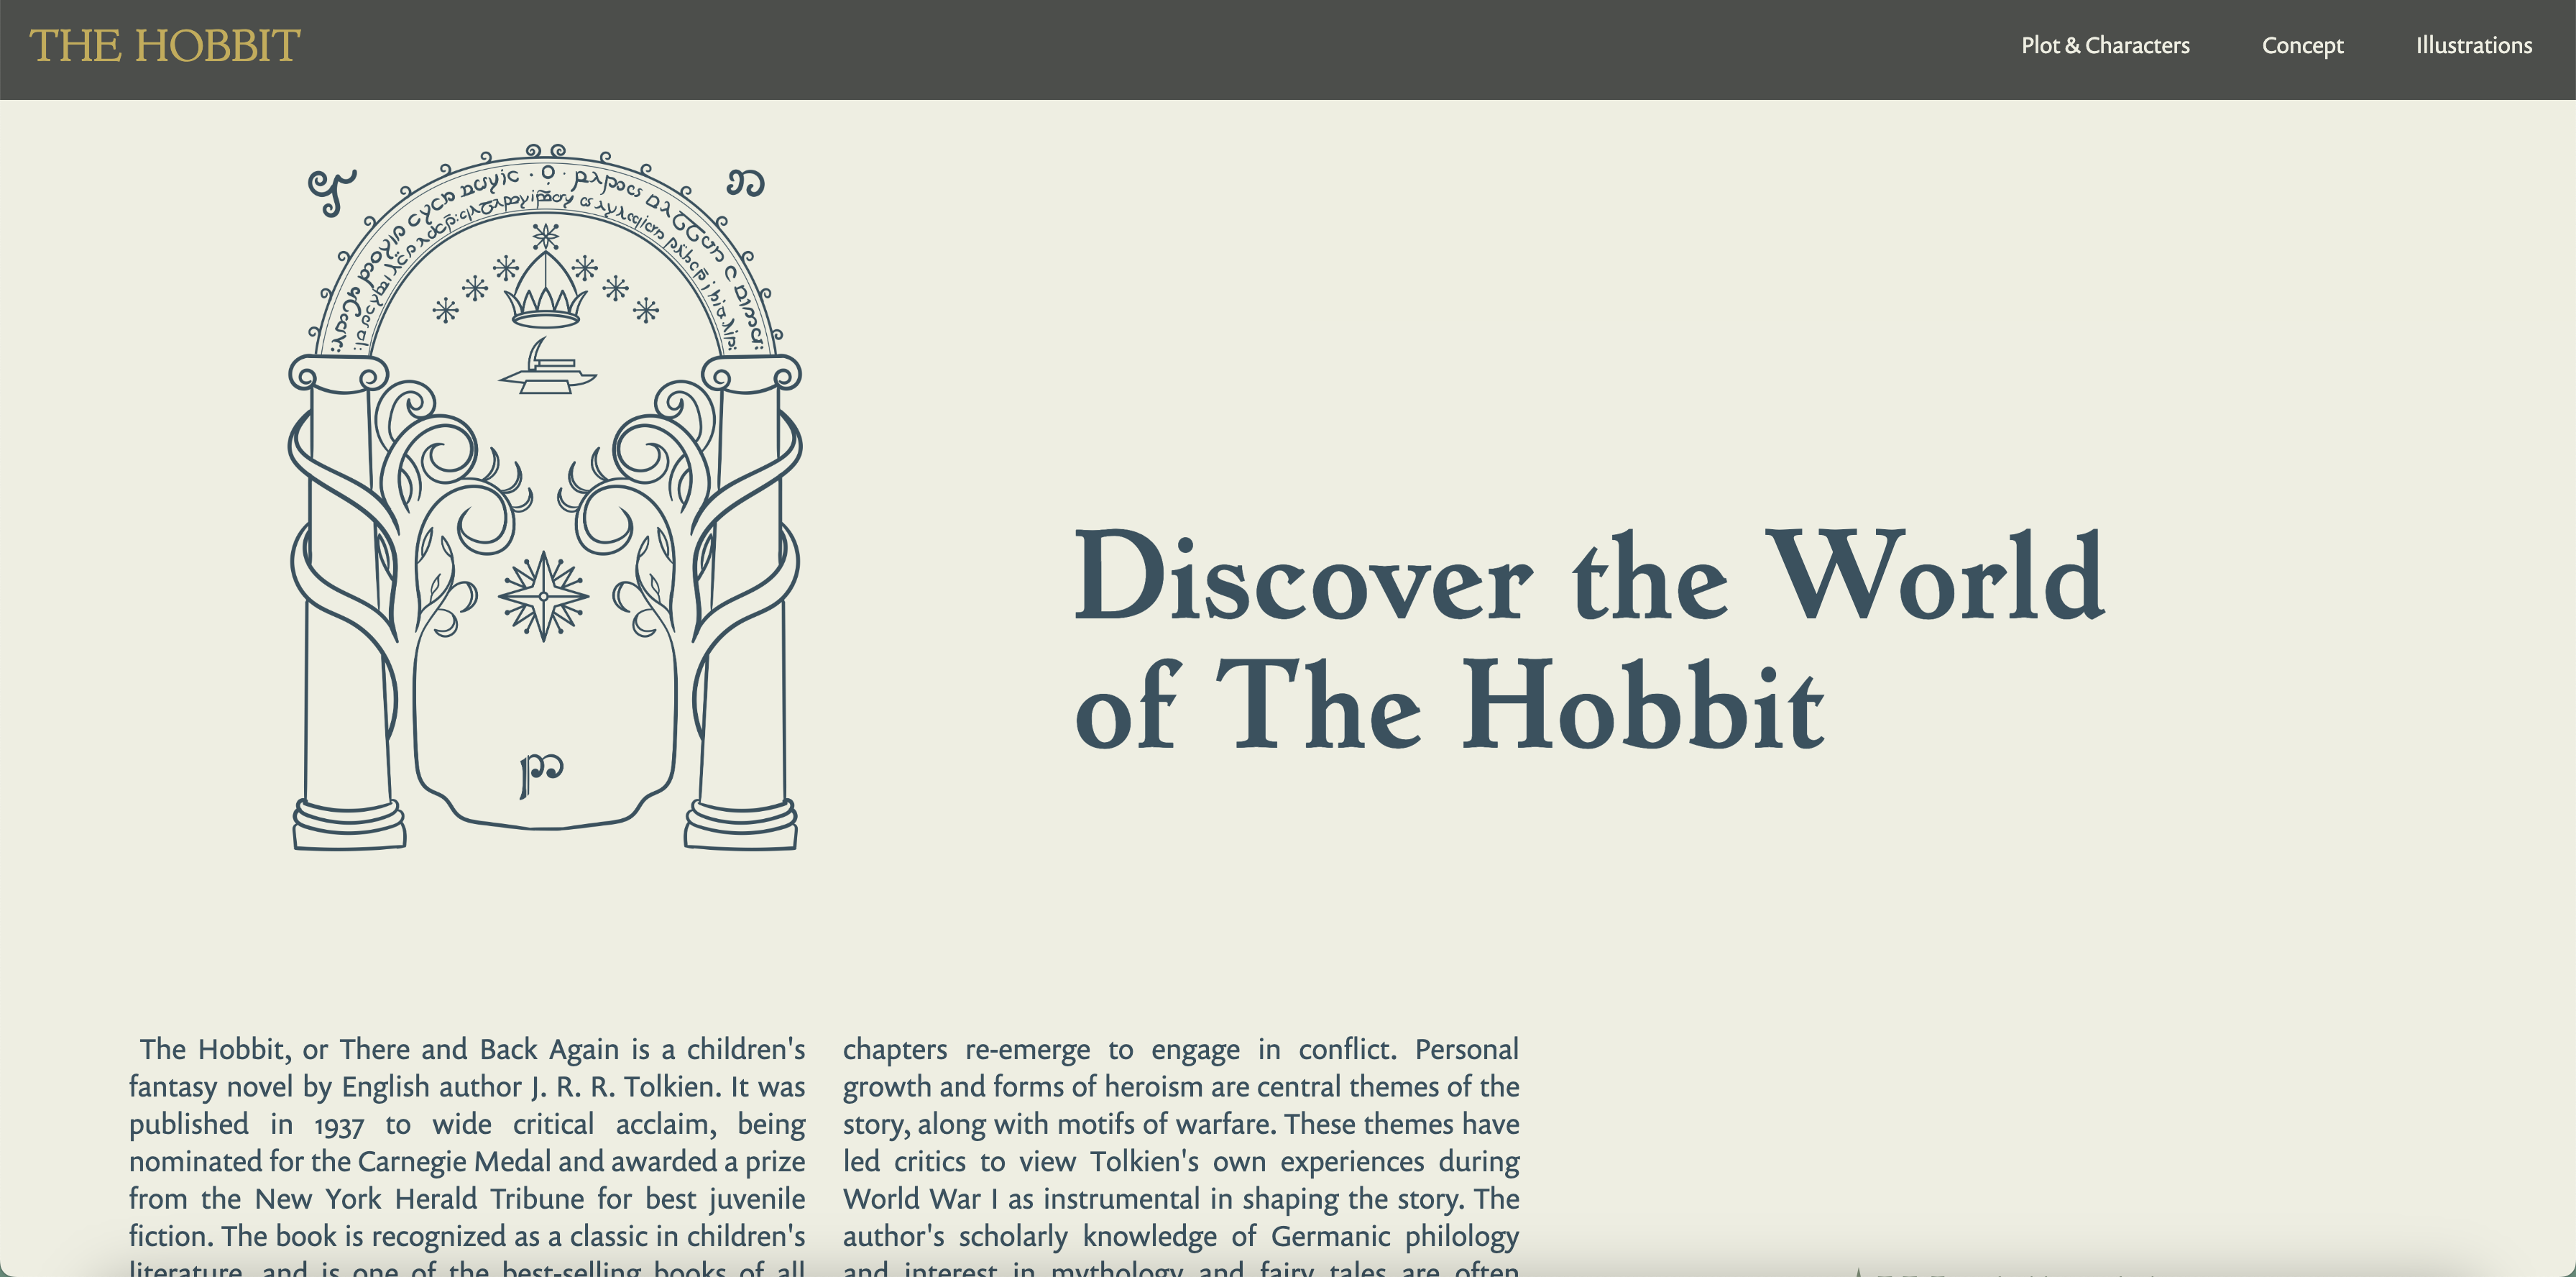 THE HOBBIT
Plot & Characters
Concept
Illustrations
Discover the World
of The Hobbit
The Hobbit, or There and Back Again is a children's
fantasy novel by English author J. R. R. Tolkien. It was
published in 1937 to wide critical acclaim, being
nominated for the Carnegie Medal and awarded a prize
from the New York Herald Tribune for best juvenile
fiction. The book is recognized as a classic in children's
literature, and is one of the best-selling books of all
chapters re-emerge to engage in conflict. Personal
growth and forms of heroism are central themes of the
story, along with motifs of warfare. These themes have
led critics to view Tolkien's own experiences during
World War I as instrumental in shaping the story. The
author's scholarly knowledge of Germanic philology
and interest in mythology and fairy tales are often